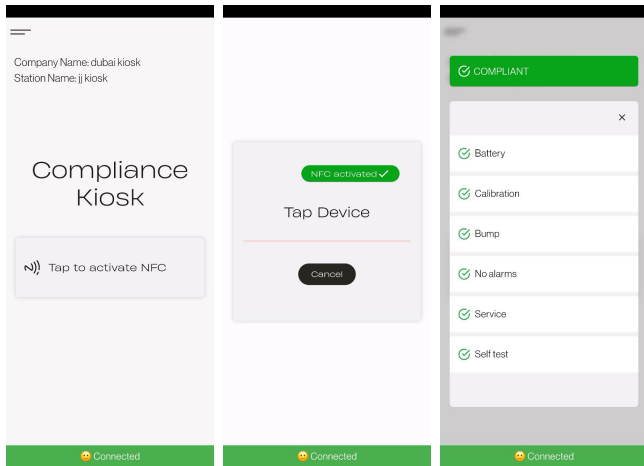 Company Name: dubai kiosk
Station Name: jj kiosk
Compliance
Kiosk
Tap to activate NFC
Connected
NFC activated
Tap Device
Cancel
Connected
COMPLIANT
Battery
Calibration
Bump
No alarms
Service
Self test
Connected